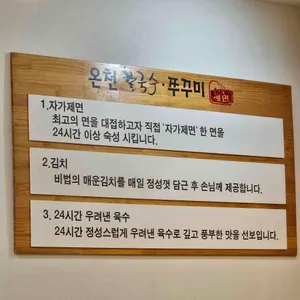 온천 칼국수·쭈꾸미 제면
1.자가제면
최고의 면을 대접하고자 직접 '자가제면' 한 면을
24시간 이상 숙성 시킵니다.
2.김치
비법의 매운김치를 매일 정성껏 담근 후 손님께 제공합니다.
3, 24시간 우려낸 육수
24시간 정성스럽게 우려낸 육수로 깊고 풍부한 맛을 선보입니다.